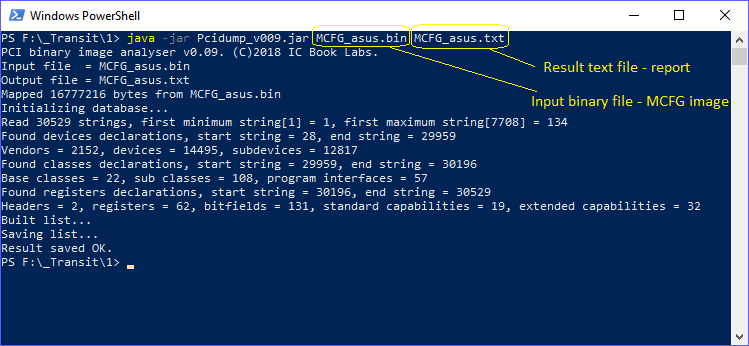 Windows PowerShell
PS F:\_Transit\1> java -jar Pcidump_v009.jar MCFG_asus.bin MCFG_asus.txt
PCI binary image analyser v0.09. (C)2018 IC Book Labs.
Input file  = MCFG_asus.bin
Result text file - report
Output file = MCFG_asus.txt
Mapped 16777216 bytes from MCFG_asus.bin
Input binary file - MCFG image
Initializing database...
Read 30529 strings, first minimum string[1] = 1, first maximum string[7708] = 134
Found devices declarations, start string = 28, end string = 29959
Vendors = 2152, devices = 14495, subdevices = 12817
Found classes declarations, start string = 29959, end string = 30196
Base classes = 22, sub classes = 108, program interfaces = 57
Found registers declarations, start string = 30196, end string = 30529
Headers = 2, registers = 62, bitfields = 131, standard capabilities = 19, extended capabilities = 32
Built list...
Saving list...
Result saved OK.
PS F:\_Transit\1>